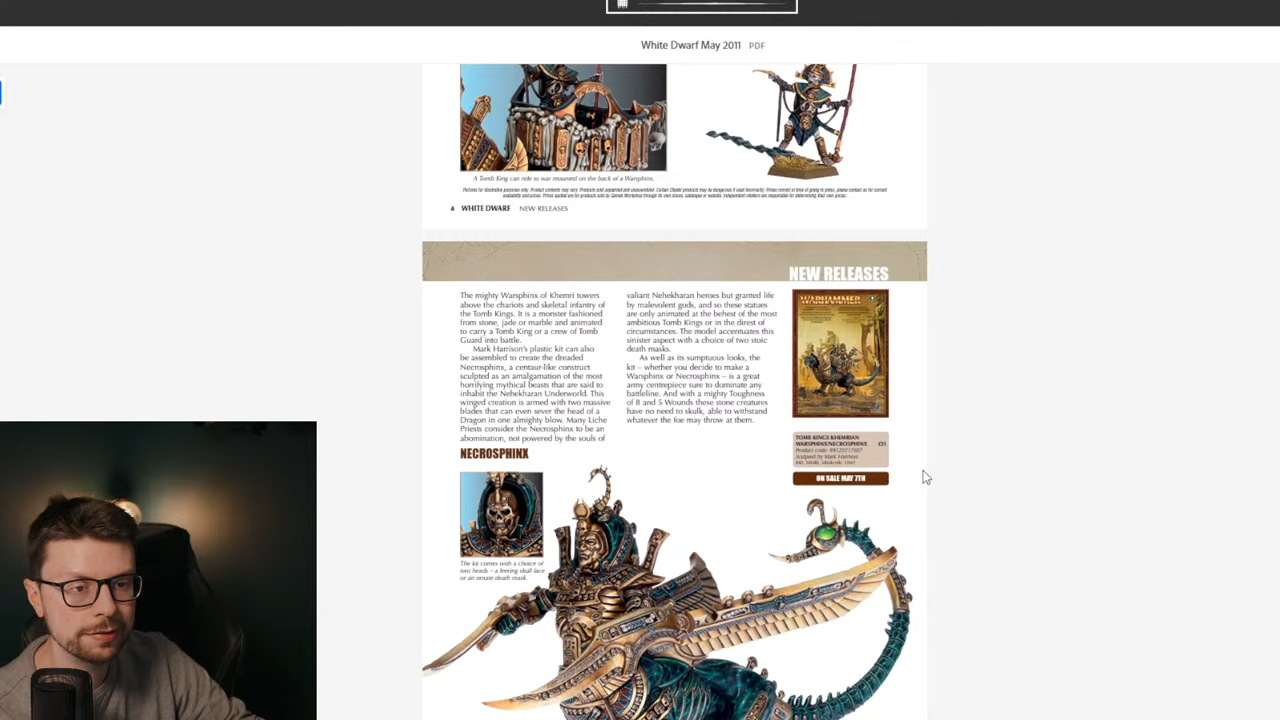 White Dwarf May 2011 PDF
A Tomb King can ride to war mounted on the back of a Warsphinx.
4 WHITE DWARF NEW RELEASES
NEW RELEASES
The mighty Warsphinx of Khemri towers
above the chariots and skeletal infantry of
the Tomb Kings. It is a monster fashioned
from stone, jade or marble and animated
to carry a Tomb King or a crew of Tomb
Guard into battle.
Mark Harrison's plastic kit can also
be assembled to create the dreaded
Necrosphinx, a centaur-like construct
sculpted as an amalgamation of the most
horrifying mythical beasts that are said to
inhabit the Nehekharan Underworld. This
winged creation is armed with two massive
blades that can even sever the head of a
Dragon in one almighty blow. Many Liche
Priests consider the Necrosphinx to be an
abomination, not powered by the souls of
valiant Nehekharan heroes but granted life
by malevolent gods, and so these statues
are only animated at the behest of the most
ambitious Tomb Kings or in the direst of
circumstances. The model accentuates this
sinister aspect with a choice of two stoic
death masks.
As well as its sumptuous looks, the
kit – whether you decide to make a
Warsphinx or Necrosphinx – is a great
army centrepiece sure to dominate any
battleline. And with a mighty Toughness
of 8 and 5 Wounds these stone creatures
have no need to skulk, able to withstand
whatever the foe may throw at them.
WARHAMMER
TOMB KINGS KHEMRIAN
WARSPHINX/NECROSPHINX
Product code:
Sculpted by Mark Harrison
ON SALE MAY 7TH
NECROSPHINX
The kit comes with a choice of
two heads – a leering skull face
or an ornate death mask.